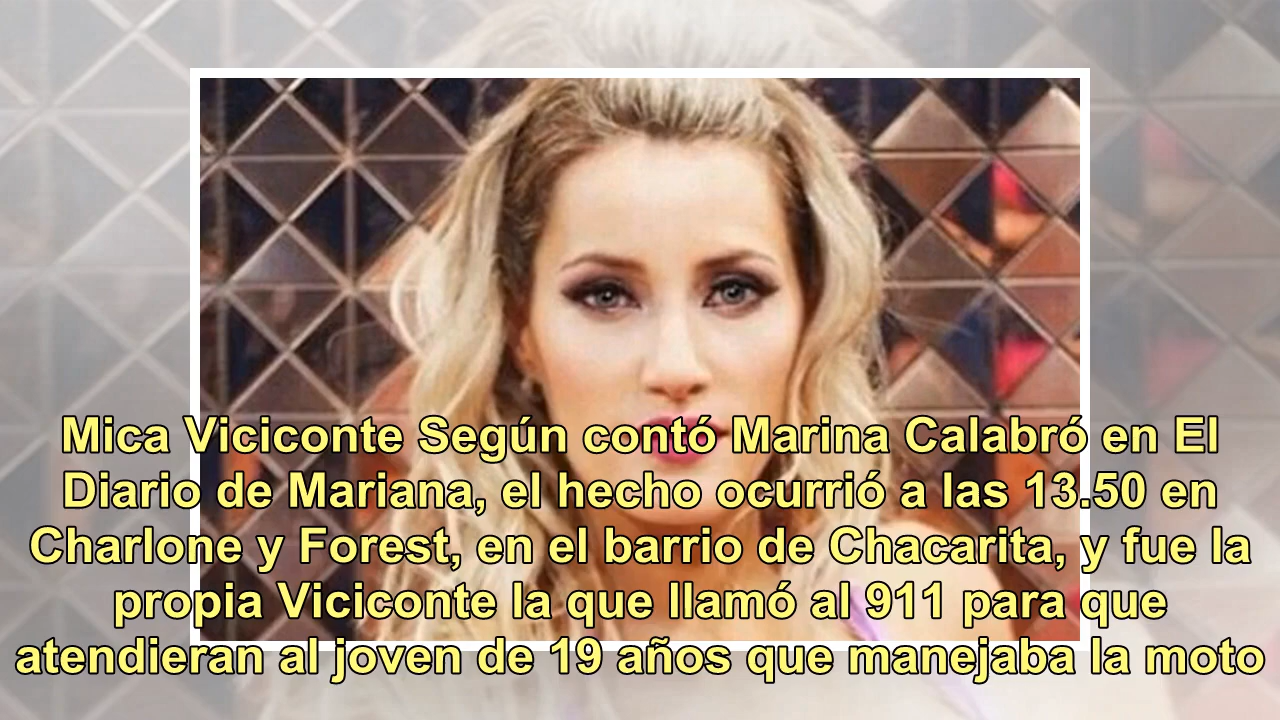 Mica Viciconte Según contó Marina Calabró en El
Diario de Mariana, el hecho ocurrió a las 13.50 en
Charlone y Forest, en el barrio de Chacarita, y fue la
propia Viciconte la que llamó al 911 para que
atendieran al joven de 19 años que manejaba la moto